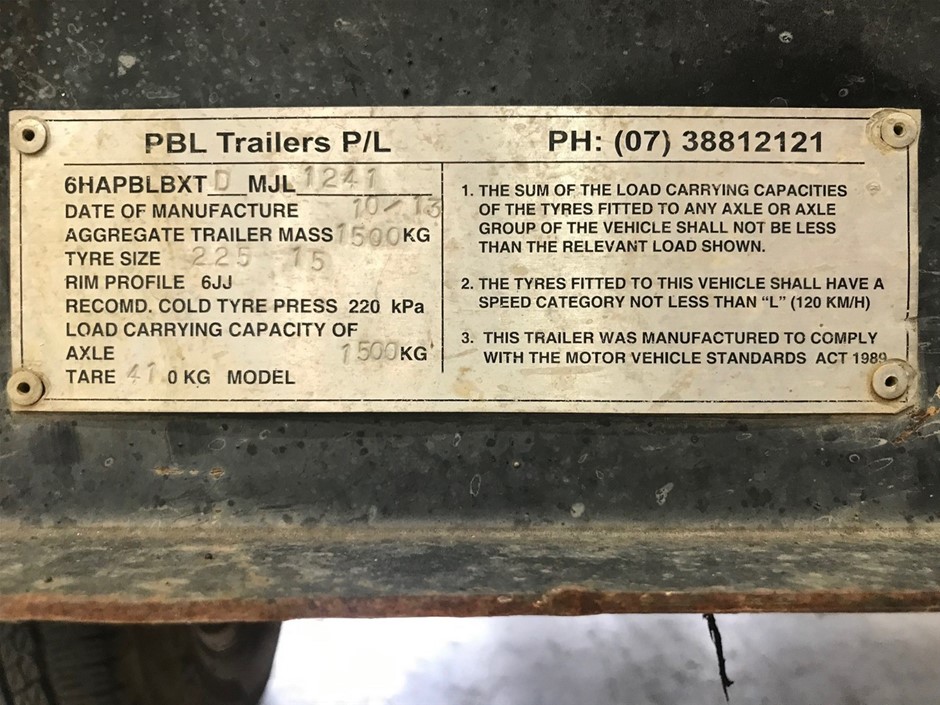 PBL Trailers P/L PH: (07) 38812121
6HAPBLBXT D MJL 1241
DATE OF MANUFACTURE 10/13
AGGREGATE TRAILER MASS 1500 KG
TYRE SIZE 225 15
RIM PROFILE 6JJ
RECOMD. COLD TYRE PRESS 220 kPa
LOAD CARRYING CAPACITY OF
AXLE 1500 KG
TARE 410 KG MODEL
1. THE SUM OF THE LOAD CARRYING CAPACITIES
OF THE TYRES FITTED TO ANY AXLE OR AXLE
GROUP OF THE VEHICLE SHALL NOT BE LESS
THAN THE RELEVANT LOAD SHOWN.
2. THE TYRES FITTED TO THIS VEHICLE SHALL HAVE A
SPEED CATEGORY NOT LESS THAN “L” (120 KM/H)
3. THIS TRAILER WAS MANUFACTURED TO COMPLY
WITH THE MOTOR VEHICLE STANDARDS ACT 1989